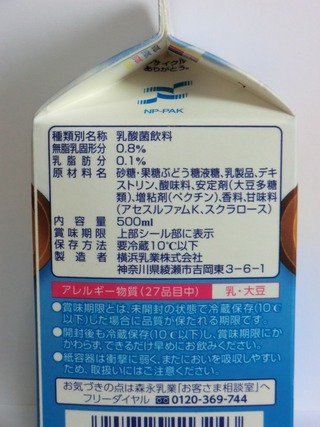 リサイクル
ありがとう。
NP-PAK
種類別名称 乳酸菌飲料
無脂乳固形分 0.8%
乳脂肪分 0.1%
原材料名 砂糖・果糖ぶどう糖液糖、乳製品、デキ
ストリン、酸味料、安定剤(大豆多糖
類)、増粘剤(ペクチン)、香料、甘味料
(アセスルファムK、スクラロース)
内容量 500ml
賞味期限 上部シール部に表示
保存方法 要冷蔵10℃以下
製造者 横浜乳業株式会社
神奈川県綾瀬市吉岡東3-6-1
アレルギー物質(27品目中) 乳・大豆
●賞味期限とは、未開封の状態で冷蔵保存(10℃
以下)した場合に品質が保たれる期限です。
●開封後も冷蔵保存(10℃以下)し、賞味期限にか
かわらず、できるだけ早めにお飲みください。
●紙容器は衝撃に弱く、またにおいを吸収しやすい
ため、取扱いにはご注意ください。
お気づきの点は森永乳業「お客さま相談室」へ
フリーダイヤル 0120-369-744